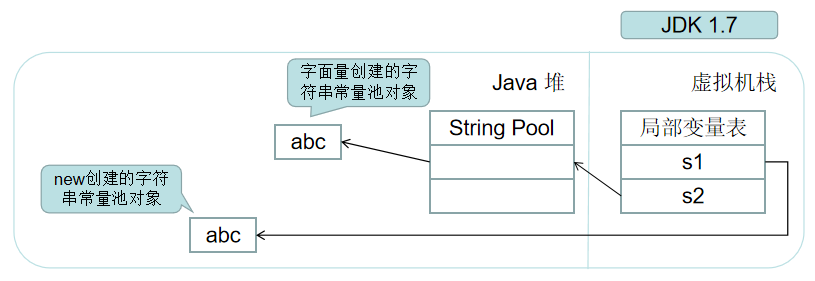 JDK 1.7
字面量创建的字
符串常量池对象
Java 堆
虚拟机栈
abc
String Pool
局部变量表
s1
s2
new创建的字符
串常量池对象
abc